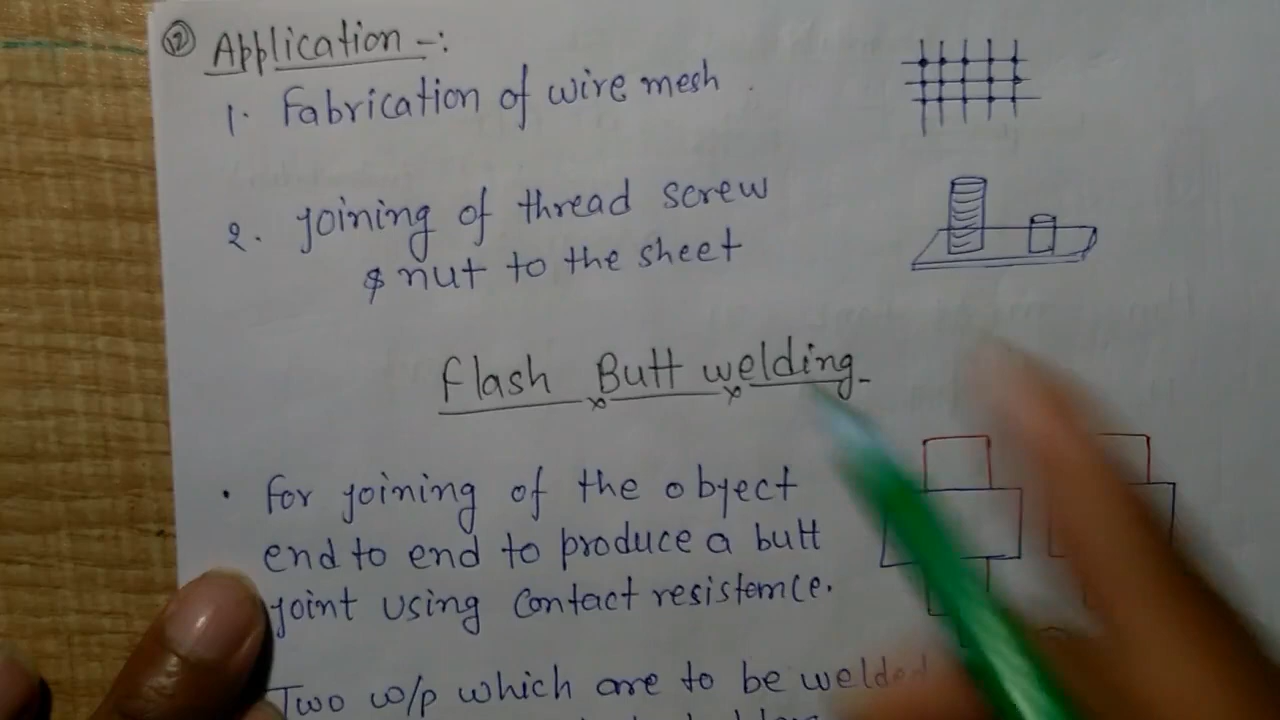 ⑫ Application -:
1. Fabrication of wire mesh
2. joining of thread screw
& nut to the sheet
Flash Butt welding
• for joining of the object
end to end to produce a butt
joint using contact resistemce.
Two w/p which are to be welded